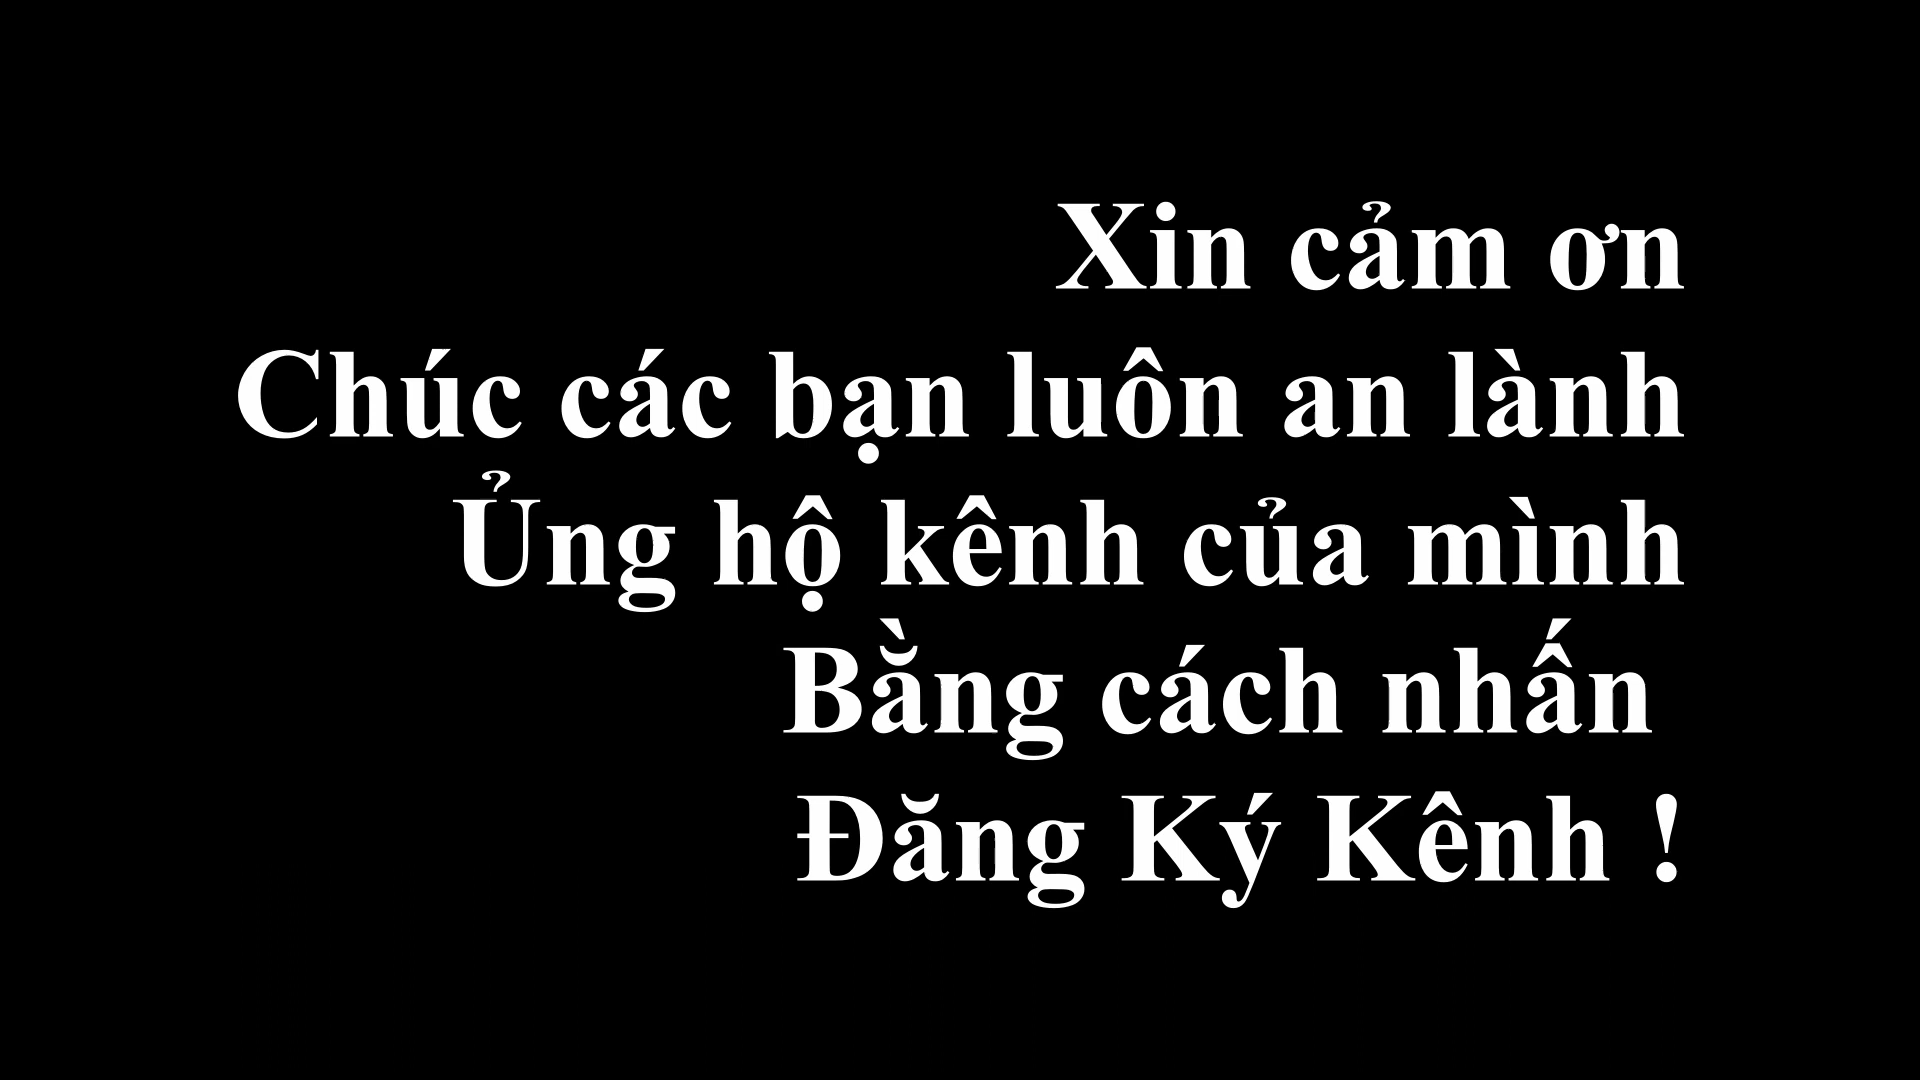 Xin cảm ơn
Chúc các bạn luôn an lành
Ủng hộ kênh của mình
Bằng cách nhấn
Đăng Ký Kênh !